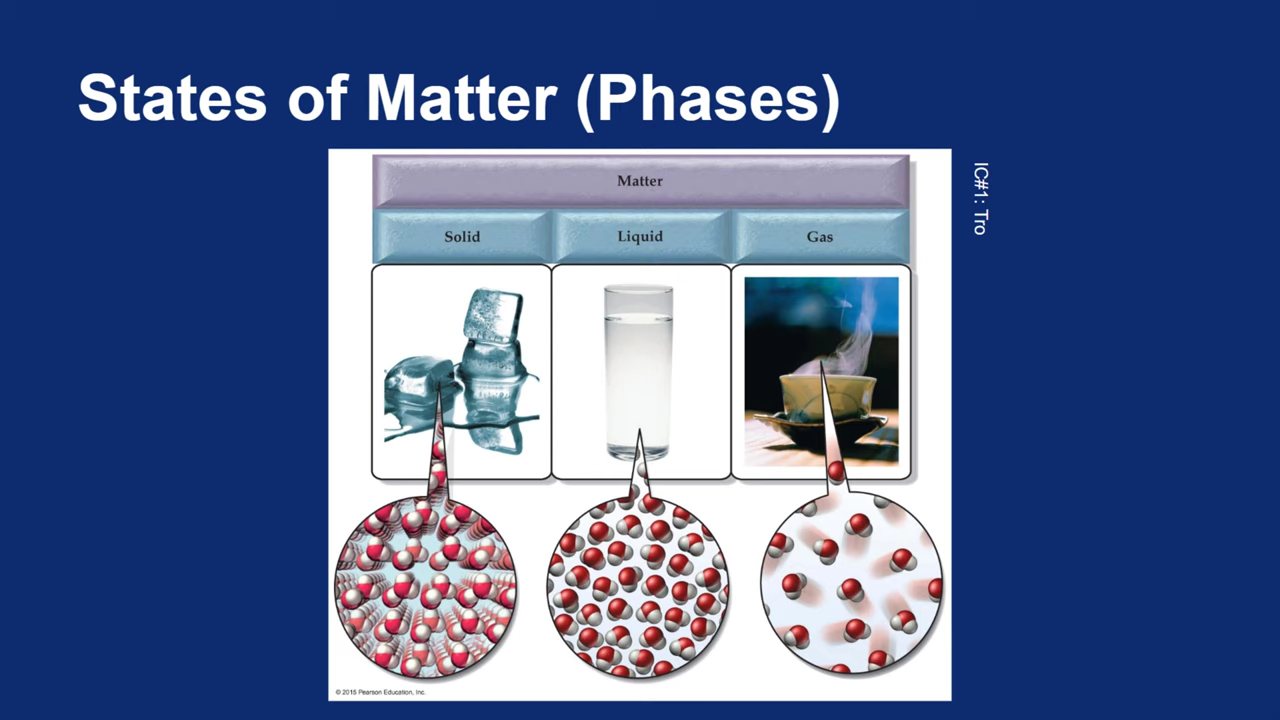 States of Matter (Phases)
IC#1: Tro
Matter
Solid
Liquid
Gas
© 2015 Pearson Education, Inc.